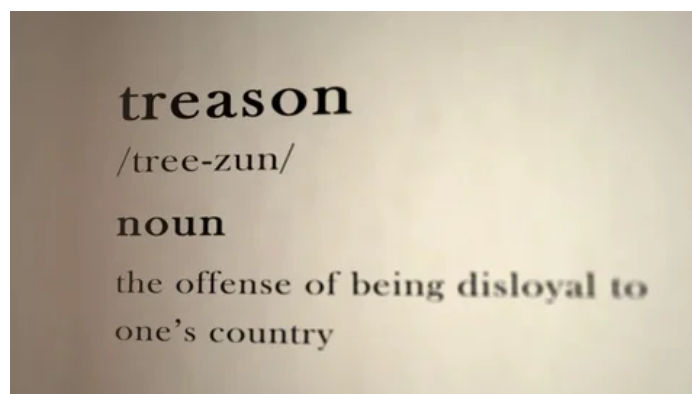 treason
/tree-zun/
noun
the offense of being disloyal to
one's country